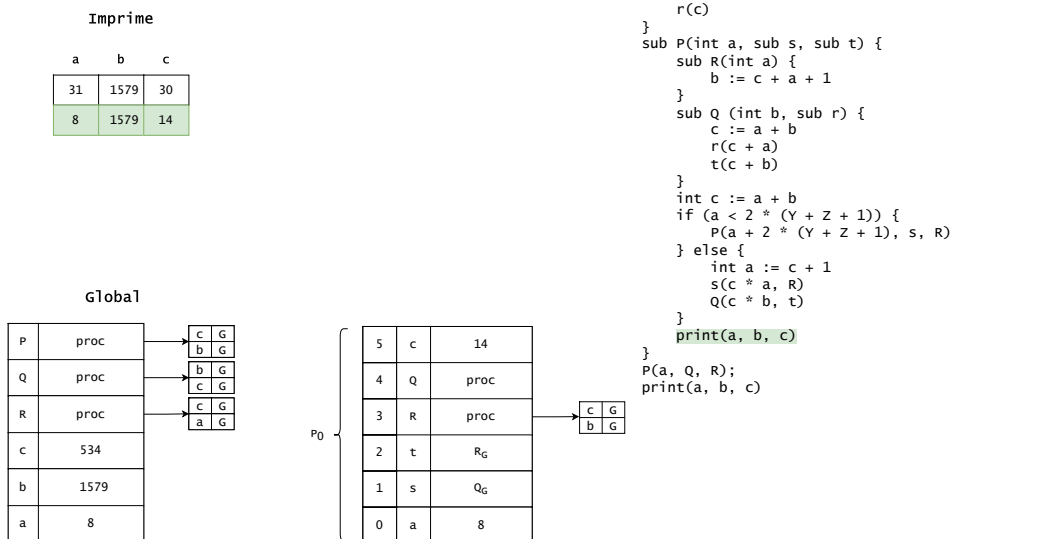 Imprime
a b c
31 1579 30
8 1579 14
r(c)
}
sub P(int a, sub s, sub t) {
sub R(int a) {
b := c + a + 1
}
sub Q (int b, sub r) {
c := a + b
r(c + a)
t(c + b)
}
int c := a + b
if (a < 2 * (Y + Z + 1)) {
P(a + 2 * (Y + Z + 1), s, R)
} else {
int a := c + 1
s(c * a, R)
Q(c * b, t)
}
print(a, b, c)
}
P(a, Q, R);
print(a, b, c)
Global
P proc
c G
b G
Q proc
b G
c G
R proc
c G
a G
c 534
b 1579
a 8
P0
5 c 14
4 Q proc
3 R proc
c G
b G
2 t RG
1 s QG
0 a 8